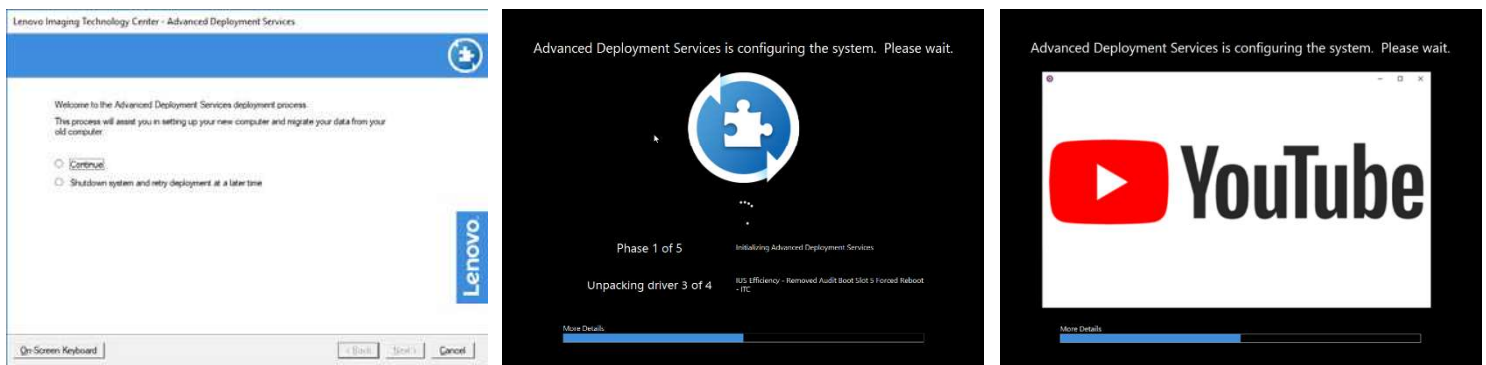 Lenovo Imaging Technology Center - Advanced Deployment Services
Welcome to the Advanced Deployment Services deployment process.
This process will assist you in setting up your new computer and migrate your data from your
old computer.
Continue
Shutdown system and retry deployment at a later time
Lenovo.
On-Screen Keyboard
< Back
Next >
Cancel
Advanced Deployment Services is configuring the system. Please wait.
Phase 1 of 5
Initializing Advanced Deployment Services
Unpacking driver 3 of 4
IUS Efficiency - Removed Audit Boot Slot 5 Forced Reboot
- ITC
More Details
Advanced Deployment Services is configuring the system. Please wait.
YouTube
More Details